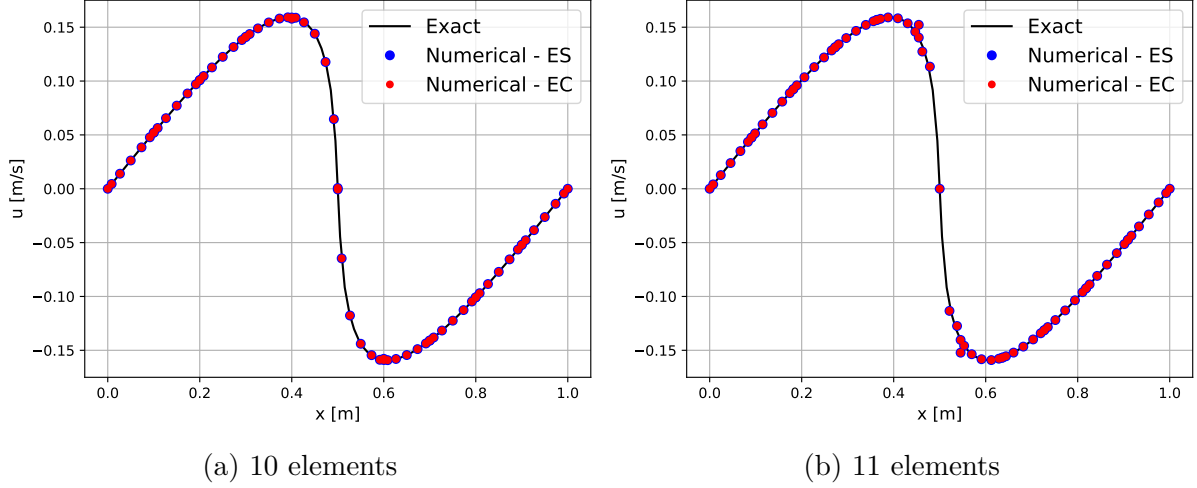 Exact
Numerical - ES
Numerical - EC
u [m/s]
0.15
0.10
0.05
0.00
−0.05
−0.10
−0.15
0.0 0.2 0.4 0.6 0.8 1.0
x [m]
(a) 10 elements
Exact
Numerical - ES
Numerical - EC
u [m/s]
0.15
0.10
0.05
0.00
−0.05
−0.10
−0.15
0.0 0.2 0.4 0.6 0.8 1.0
x [m]
(b) 11 elements